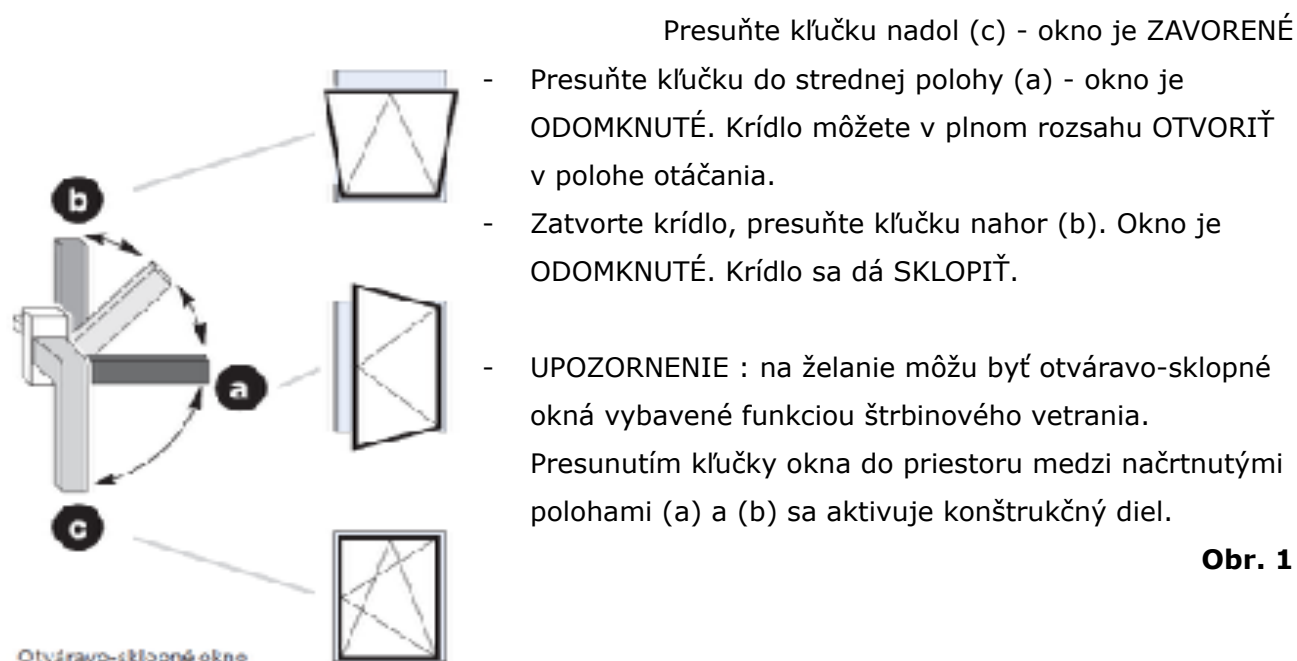 Presuňte kľučku nadol (c) - okno je ZAVORENÉ
- Presuňte kľučku do strednej polohy (a) - okno je
ODOMKNUTÉ. Krídlo môžete v plnom rozsahu OTVORIŤ
v polohe otáčania.
- Zatvorte krídlo, presuňte kľučku nahor (b). Okno je
ODOMKNUTÉ. Krídlo sa dá SKLOPIŤ.
- UPOZORNENIE : na želanie môžu byť otváravo-sklopné
okná vybavené funkciou štrbinového vetrania.
Presunutím kľučky okna do priestoru medzi načrtnutými
polohami (a) a (b) sa aktivuje konštrukčný diel.
Obr. 1
b
a
c
Otváravo-sklopné okno